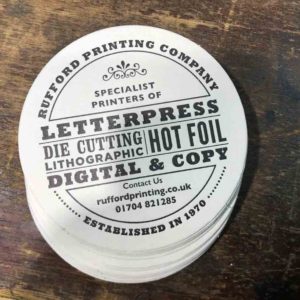 RUFFORD PRINTING COMPANY
SPECIALIST
PRINTERS OF
LETTERPRESS
DIE CUTTING
LITHOGRAPHIC
HOT FOIL
DIGITAL & COPY
Contact Us
ruffordprinting.co.uk
01704 821285
ESTABLISHED IN 1970